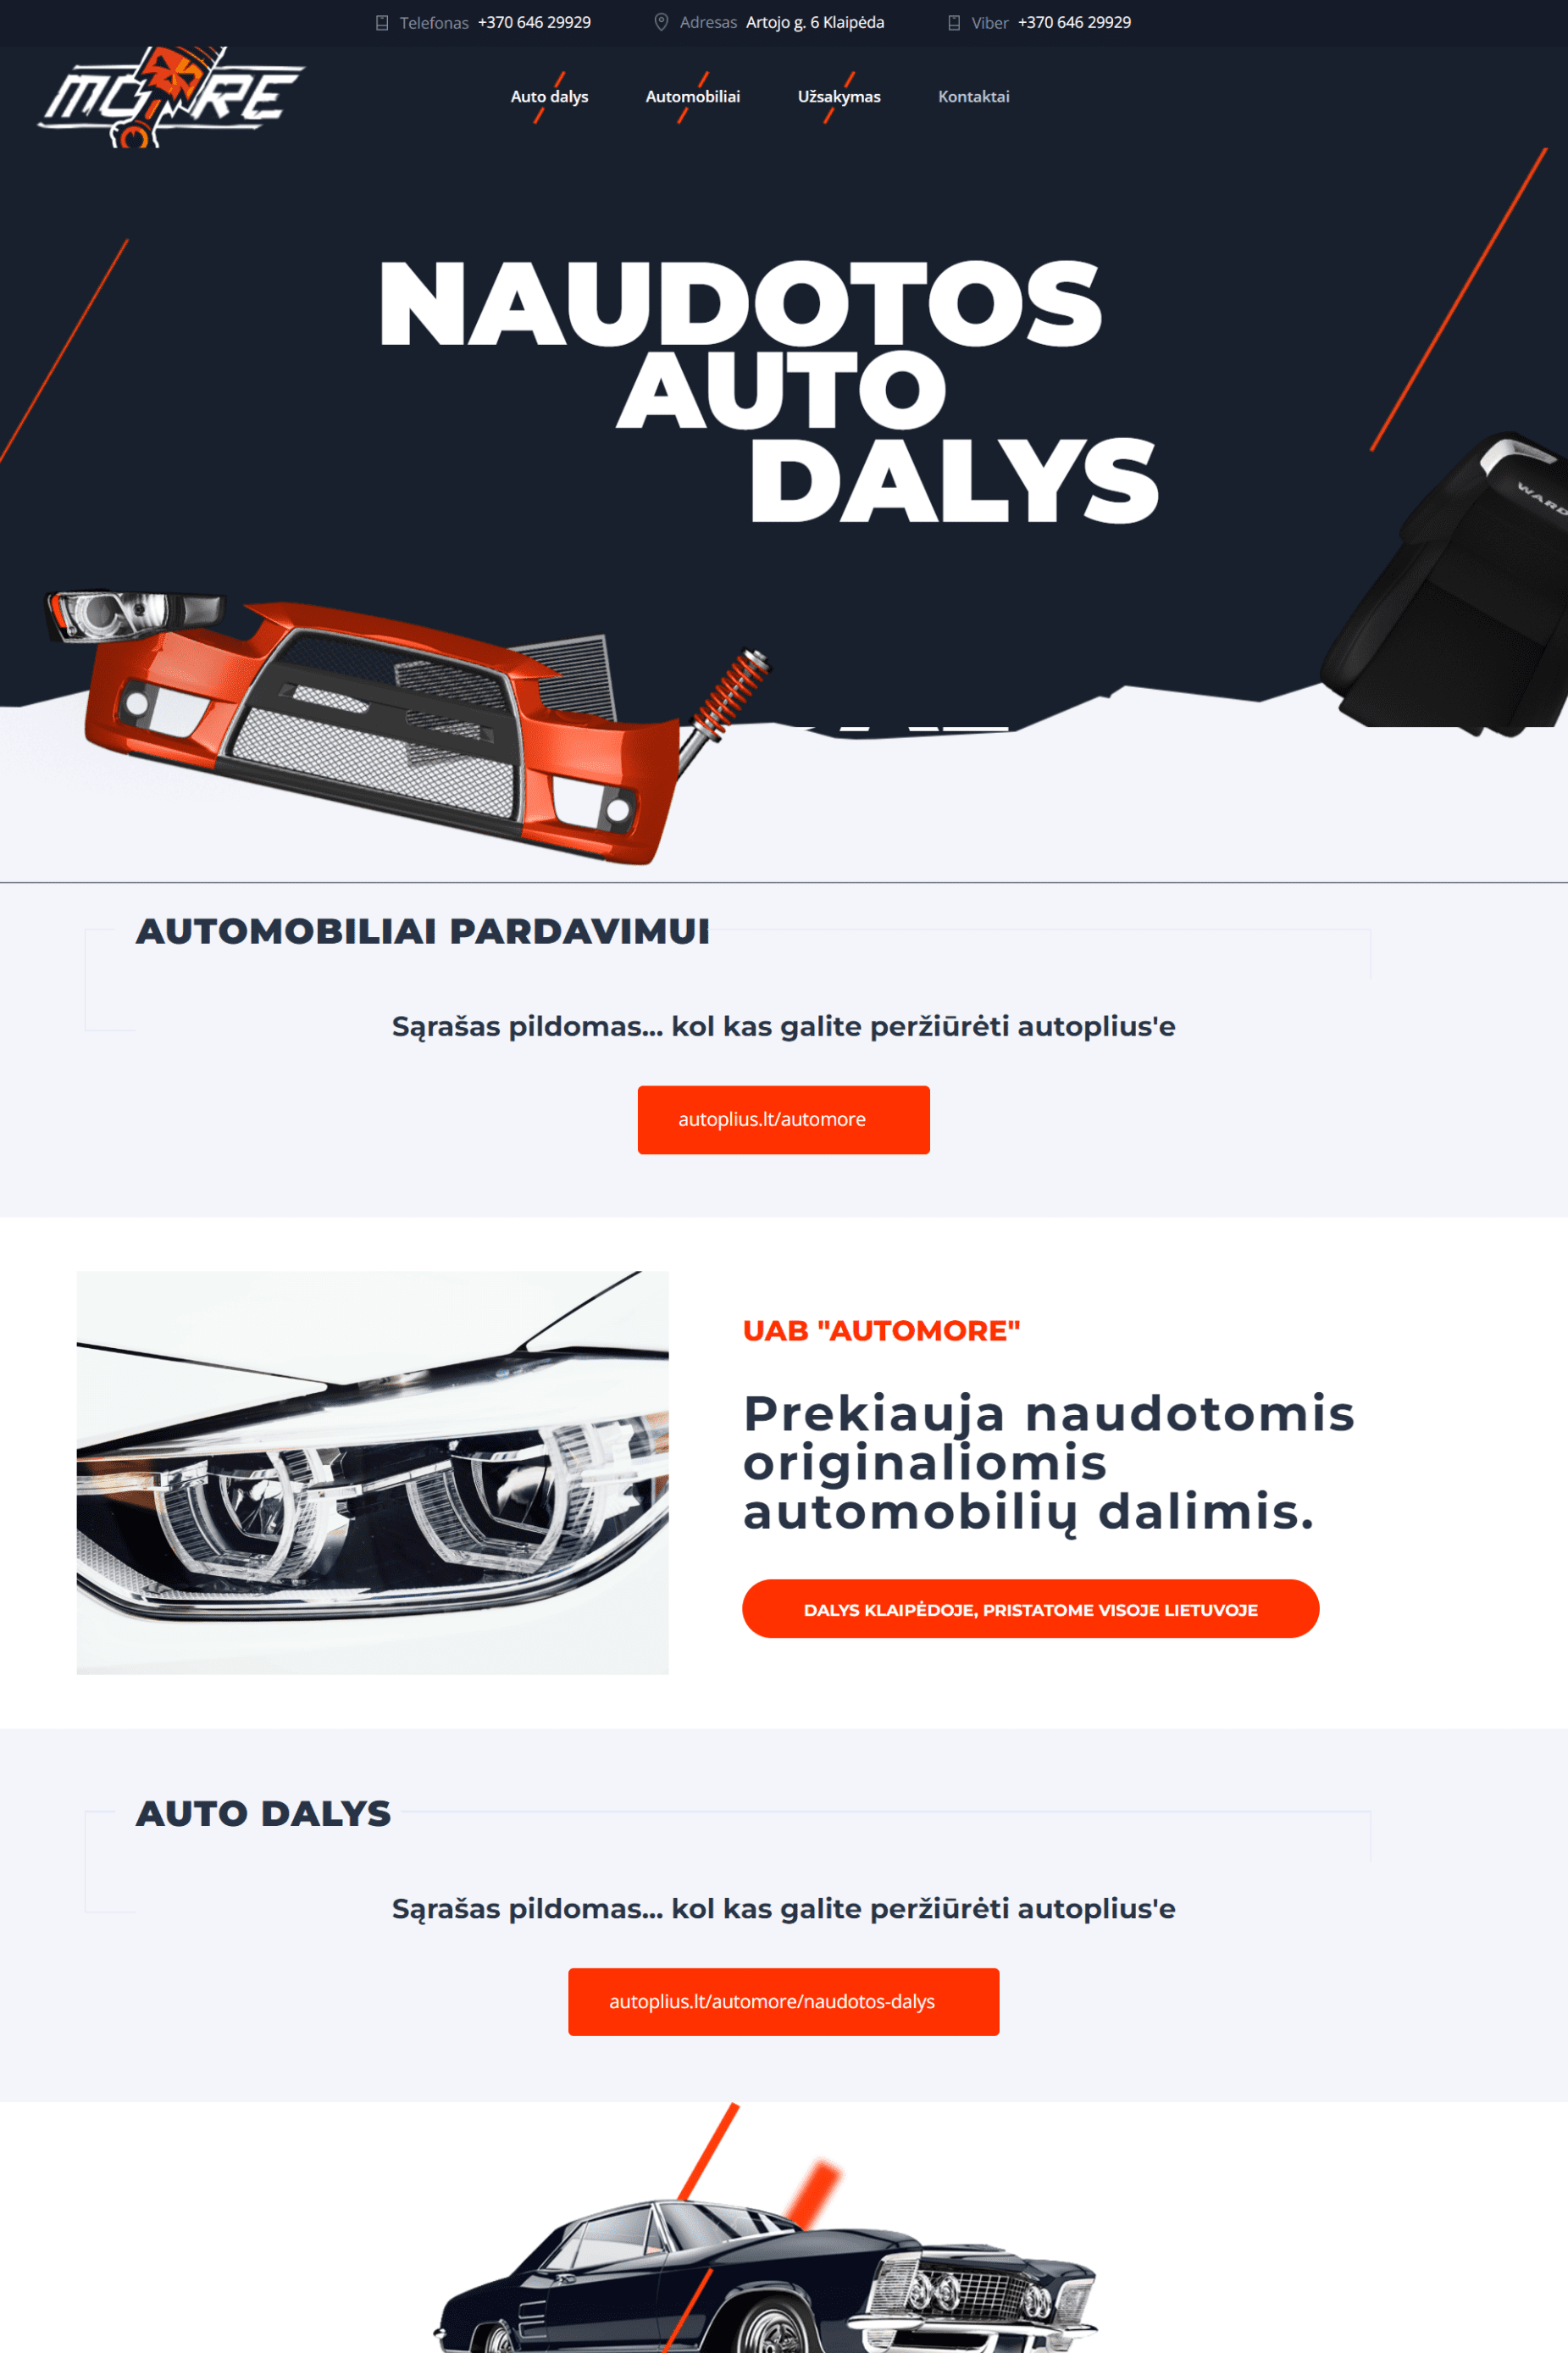 Telefonas +370 646 29929 Adresas Artojo g. 6 Klaipėda Viber +370 646 29929
MORE
Auto dalys Automobiliai Užsakymas Kontaktai
NAUDOTOS
AUTO
DALYS
AUTOMOBILIAI PARDAVIMUI
Sąrašas pildomas... kol kas galite peržiūrėti autoplius'e
autoplius.lt/automore
UAB "AUTOMORE"
Prekiauja naudotomis
originaliomis
automobilių dalimis.
DALYS KLAIPĖDOJE, PRISTATOME VISOJE LIETUVOJE
AUTO DALYS
Sąrašas pildomas... kol kas galite peržiūrėti autoplius'e
autoplius.lt/automore/naudotos-dalys